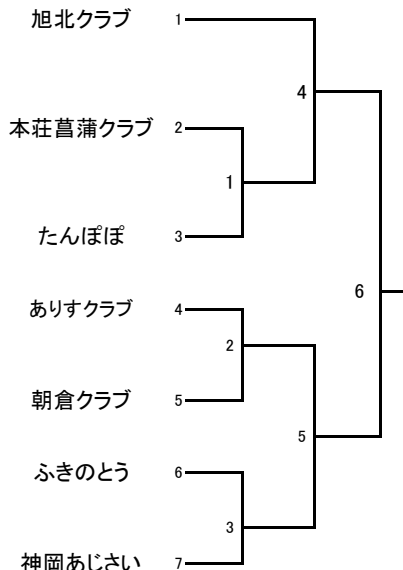 旭北クラブ 1
4
本荘菖蒲クラブ 2
1
たんぽぽ 3
6
ありすクラブ 4
2
朝倉クラブ 5
5
ふきのとう 6
3
神岡あじさい 7